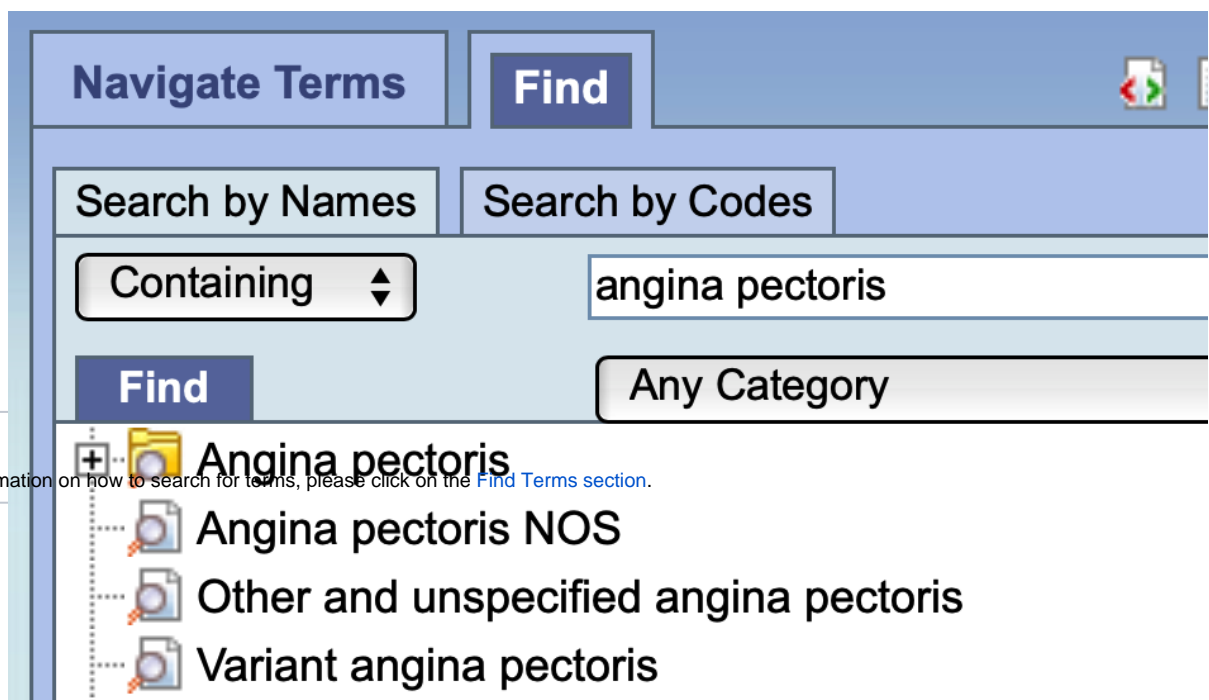 Navigate Terms Find
Search by Names Search by Codes
Containing angina pectoris
Find Any Category
Angina pectoris
on how to search for terms, please click on the Find Terms section.
Angina pectoris NOS
Other and unspecified angina pectoris
Variant angina pectoris